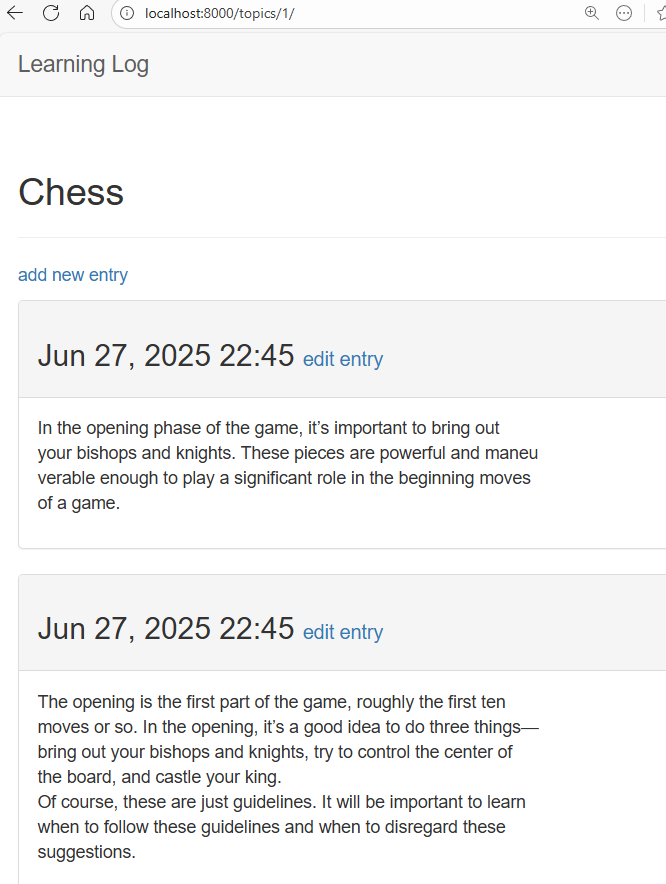 localhost:8000/topics/1/
Learning Log
Chess
add new entry
Jun 27, 2025 22:45 edit entry
In the opening phase of the game, it’s important to bring out
your bishops and knights. These pieces are powerful and maneu
verable enough to play a significant role in the beginning moves
of a game.
Jun 27, 2025 22:45 edit entry
The opening is the first part of the game, roughly the first ten
moves or so. In the opening, it’s a good idea to do three things—
bring out your bishops and knights, try to control the center of
the board, and castle your king.
Of course, these are just guidelines. It will be important to learn
when to follow these guidelines and when to disregard these
suggestions.